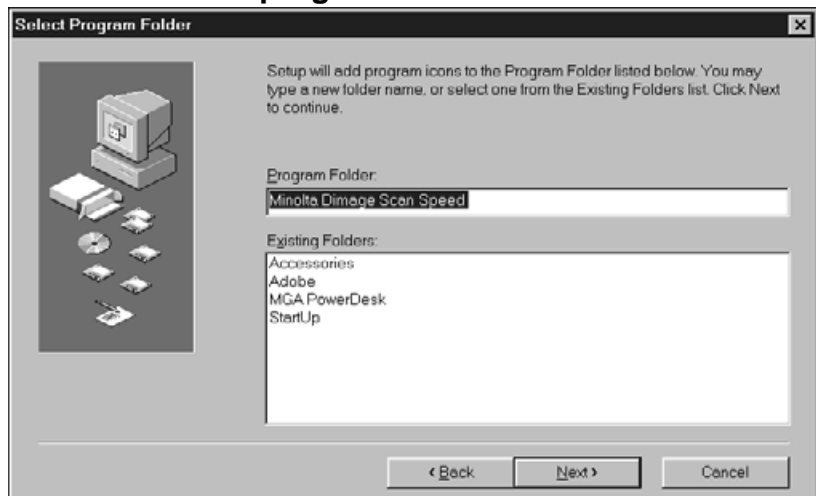 Select Program Folder
Setup will add program icons to the Program Folder listed below. You may
type a new folder name, or select one from the Existing Folders list. Click Next
to continue.
Program Folder:
Minolta Dimage Scan Speed
Existing Folders:
Accessories
Adobe
MGA PowerDesk
StartUp
< Back
Next >
Cancel